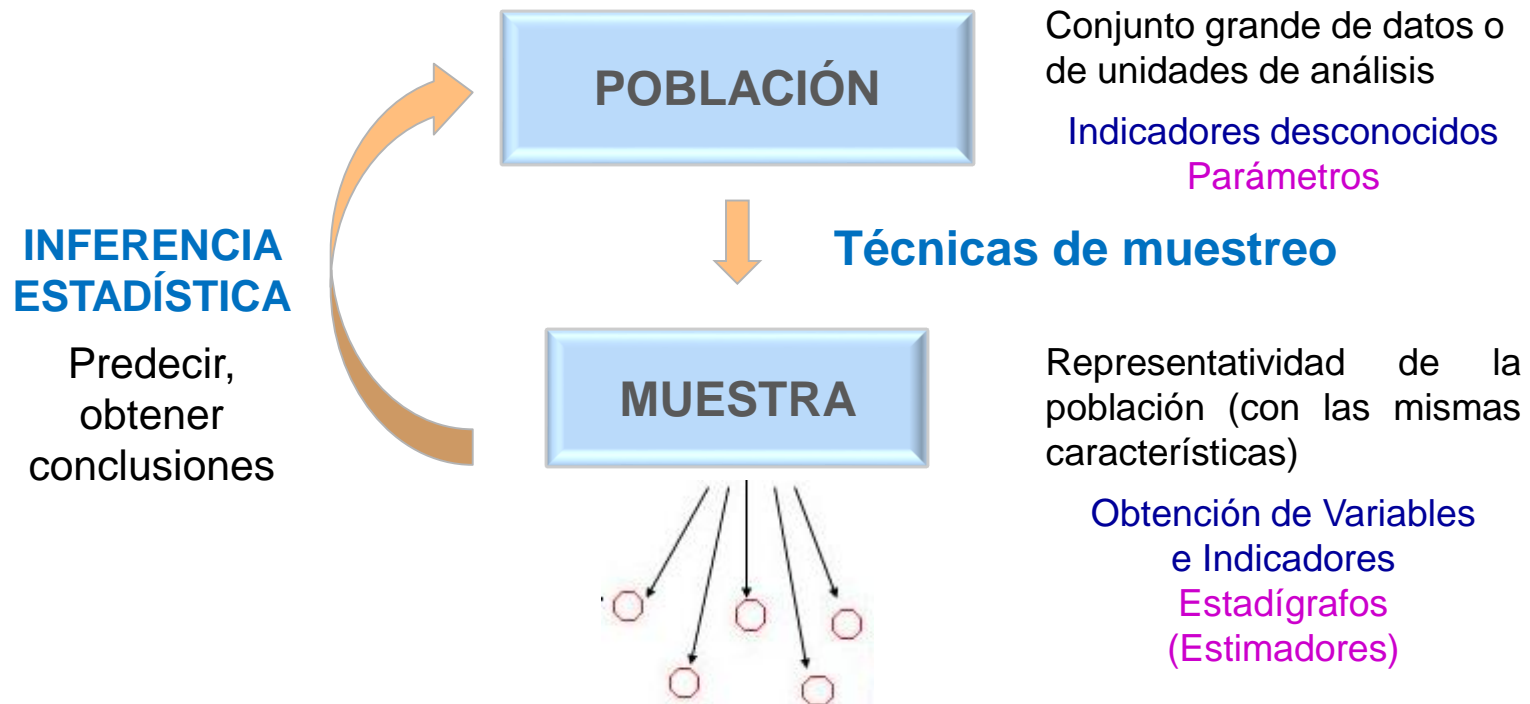 POBLACIÓN
Conjunto grande de datos o
de unidades de análisis
Indicadores desconocidos
Parámetros
INFERENCIA
ESTADÍSTICA
Predecir,
obtener
conclusiones
Técnicas de muestreo
MUESTRA
Representatividad de la
población (con las mismas
características)
Obtención de Variables
e Indicadores
Estadígrafos
(Estimadores)